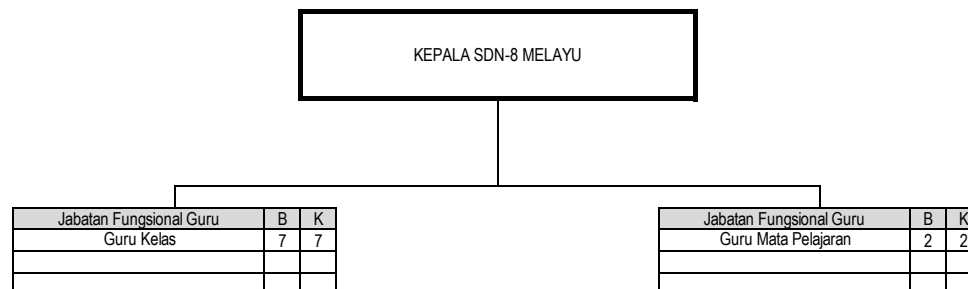 KEPALA SDN-8 MELAYU
Jabatan Fungsional Guru B K
Guru Kelas 7 7
Jabatan Fungsional Guru B K
Guru Mata Pelajaran 2 2